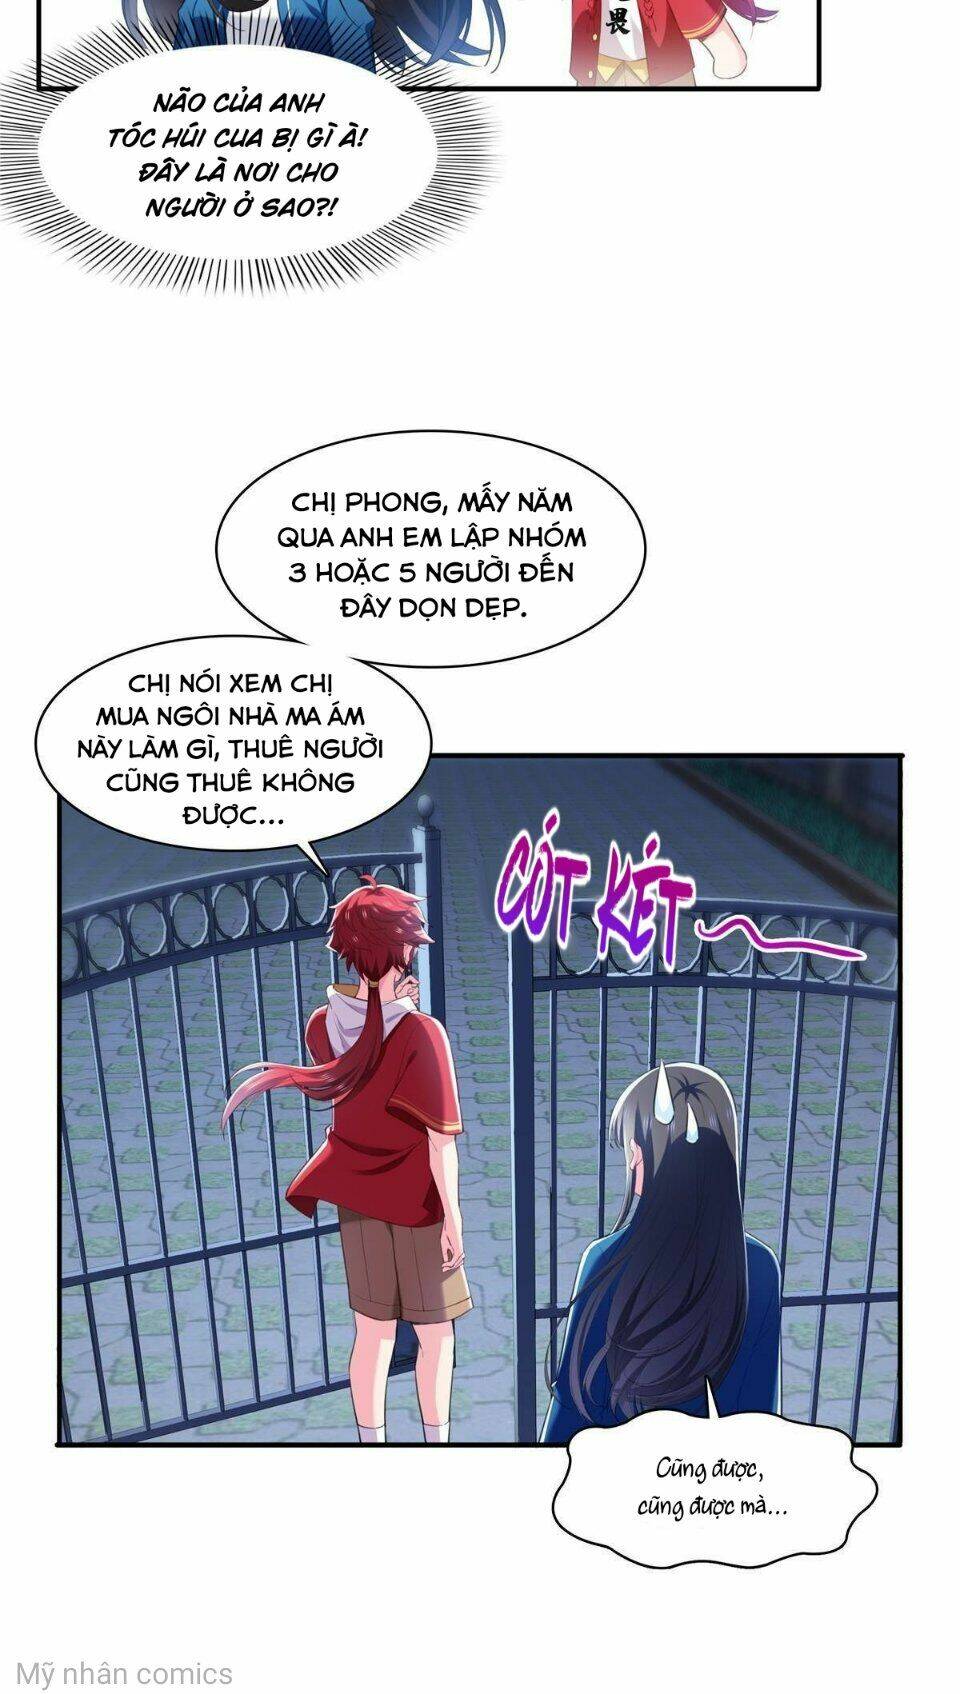 畏
NÃO CỦA ANH
TÓC HÚI CUA BỊ GÌ À!
ĐÂY LÀ NƠI CHO
NGƯỜI Ở SAO?!
CHỊ PHONG, MẤY NĂM
QUA ANH EM LẬP NHÓM
3 HOẶC 5 NGƯỜI ĐẾN
ĐÂY DỌN DẸP.
CHỊ NÓI XEM CHỊ
MUA NGÔI NHÀ MA ÁM
NÀY LÀM GÌ, THUÊ NGƯỜI
CŨNG THUÊ KHÔNG
ĐƯỢC...
CÓT KÉT
Cũng được,
cũng được mà...
Mỹ nhân comics